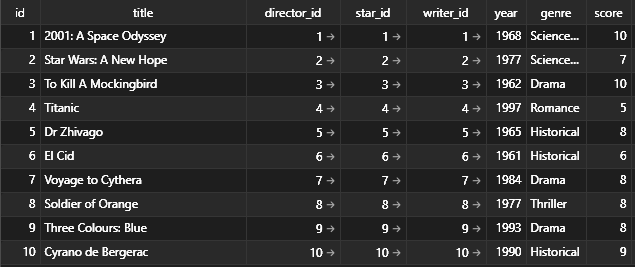 id title director_id star_id writer_id year genre score
1 2001: A Space Odyssey 1 → 1 → 1 → 1968 Science... 10
2 Star Wars: A New Hope 2 → 2 → 2 → 1977 Science... 7
3 To Kill A Mockingbird 3 → 3 → 3 → 1962 Drama 10
4 Titanic 4 → 4 → 4 → 1997 Romance 5
5 Dr Zhivago 5 → 5 → 5 → 1965 Historical 8
6 El Cid 6 → 6 → 6 → 1961 Historical 6
7 Voyage to Cythera 7 → 7 → 7 → 1984 Drama 8
8 Soldier of Orange 8 → 8 → 8 → 1977 Thriller 8
9 Three Colours: Blue 9 → 9 → 9 → 1993 Drama 8
10 Cyrano de Bergerac 10 → 10 → 10 → 1990 Historical 9